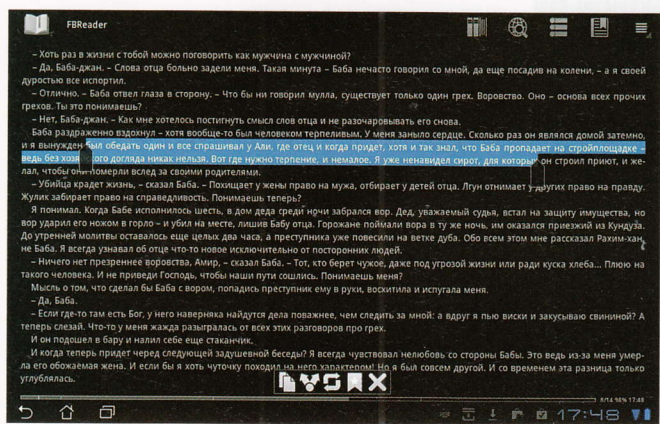 FBReader
– Хоть раз в жизни с тобой можно поговорить как мужчина с мужчиной?
– Да, Баба-джан. – Слова отца больно задели меня. Такая минута – Баба нечасто говорил со мной, да еще посадив на колени, – а я своей
дуростью все испортил.
– Отлично. – Баба отвел глаза в сторону. – Что бы ни говорил мулла, существует только один грех. Воровство. Оно – основа всех прочих
грехов. Ты это понимаешь?
– Нет, Баба-джан. – Как мне хотелось постигнуть смысл слов отца и не разочаровывать его снова.
Баба раздраженно вздохнул – хотя вообще-то был человеком терпеливым. У меня заныло сердце. Сколько раз он являлся домой затемно,
и я вынужден был обедать один и все спрашивал у Али, где отец и когда придет, хотя и так знал, что Баба пропадает на стройплощадке –
ведь без хозя кого догляда никак нельзя. Вот где нужно терпение, и немалое. Я уже ненавидел сирот, для которых он строил приют, и же-
лал, чтобы они померли вслед за своими родителями.
– Убийца крадет жизнь, – сказал Баба. – Похищает у жены право на мужа, отбирает у детей отца. Лгун отнимает у других право на правду.
Жулик забирает право на справедливость. Понимаешь теперь?
Я понимал. Когда Бабе исполнилось шесть, в дом деда среди ночи забрался вор. Дед, уважаемый судья, встал на защиту имущества, но
вор ударил его ножом в горло – и убил на месте, лишив Бабу отца. Горожане поймали вора в ту же ночь, им оказался приезжий из Кундуза.
До утренней молитвы оставалось еще целых два часа, а преступника уже повесили на ветке дуба. Обо всем этом мне рассказал Рахим-хан,
не Баба. Я всегда узнавал об отце что-то новое исключительно от посторонних людей.
– Ничего нет презреннее воровства, Амир, – сказал Баба. – Тот, кто берет чужое, даже под угрозой жизни или ради куска хлеба... Плюю на
такого человека. И не приведи Господь, чтобы наши пути сошлись. Понимаешь меня?
Мысль о том, что сделал бы Баба с вором, попадись преступник ему в руки, восхитила и испугала меня.
– Да, Баба.
– Если где-то там есть Бог, у него наверняка найдутся дела поважнее, чем следить за мной: а вдруг я пью виски и закусываю свининой? А
теперь слезай. Что-то у меня жажда разыгралась от всех этих разговоров про грех.
И он подошел в бару и налил себе еще стаканчик.
И когда теперь придет черед следующей задушевной беседы? Я всегда чувствовал нелюбовь со стороны Бабы. Это ведь из-за меня умер-
ла его обожаемая жена. И если бы я хоть чуточку походил на него характером! Но я был совсем другой. И со временем эта разница только
углублялась.
8/14 98% 17:48
17:48